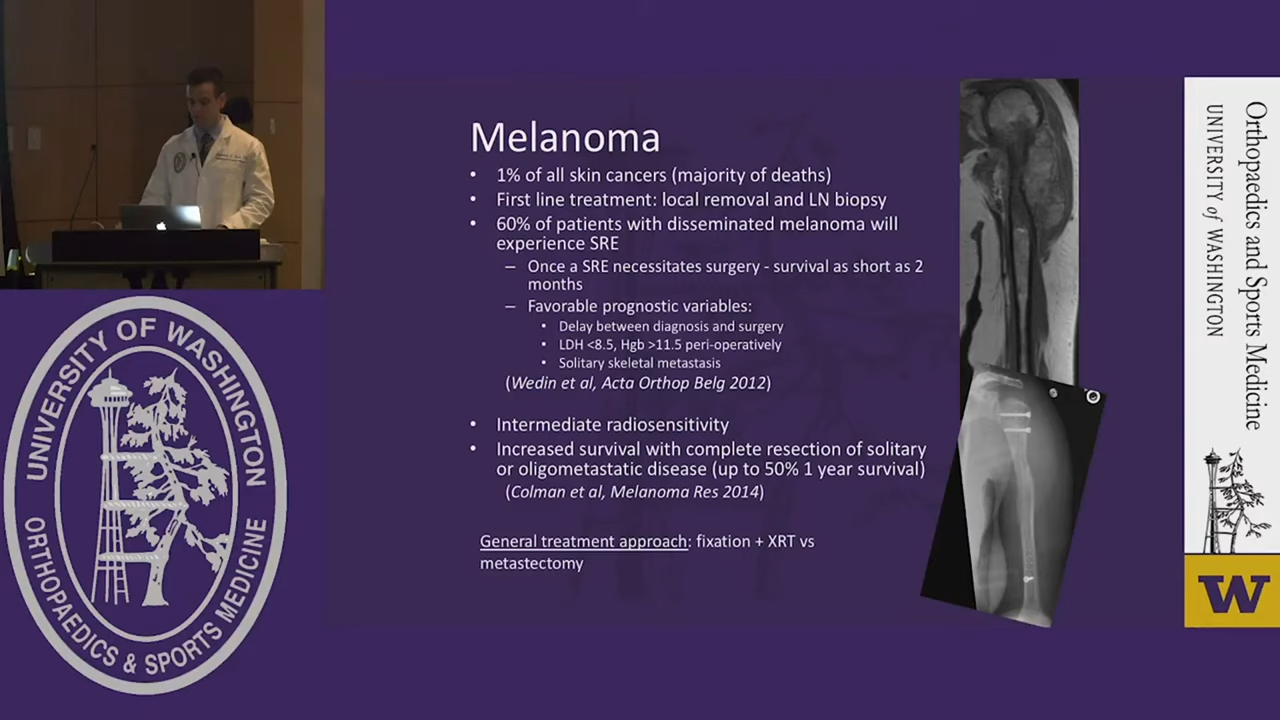 Melanoma
• 1% of all skin cancers (majority of deaths)
• First line treatment: local removal and LN biopsy
• 60% of patients with disseminated melanoma will
experience SRE
– Once a SRE necessitates surgery - survival as short as 2
months
– Favorable prognostic variables:
• Delay between diagnosis and surgery
• LDH <8.5, Hgb >11.5 peri-operatively
• Solitary skeletal metastasis
(Wedin et al, Acta Orthop Belg 2012)
• Intermediate radiosensitivity
• Increased survival with complete resection of solitary
or oligometastatic disease (up to 50% 1 year survival)
(Colman et al, Melanoma Res 2014)
General treatment approach: fixation + XRT vs
metastectomy
UNIVERSITY OF WASHINGTON
ORTHOPAEDICS & SPORTS MEDICINE
Orthopaedics and Sports Medicine
UNIVERSITY of WASHINGTON
W